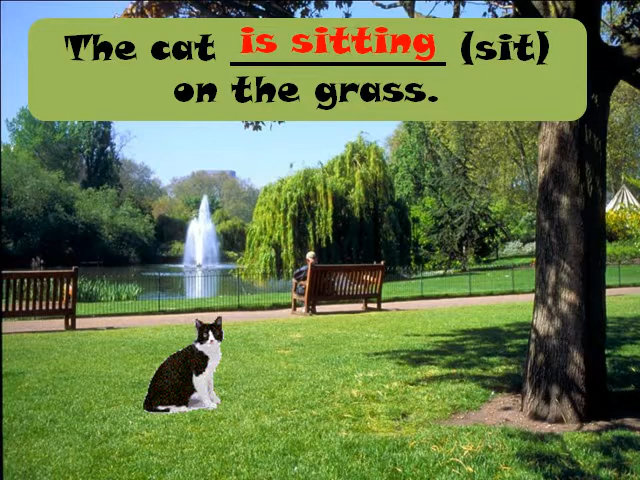 The cat is sitting (sit)
on the grass.